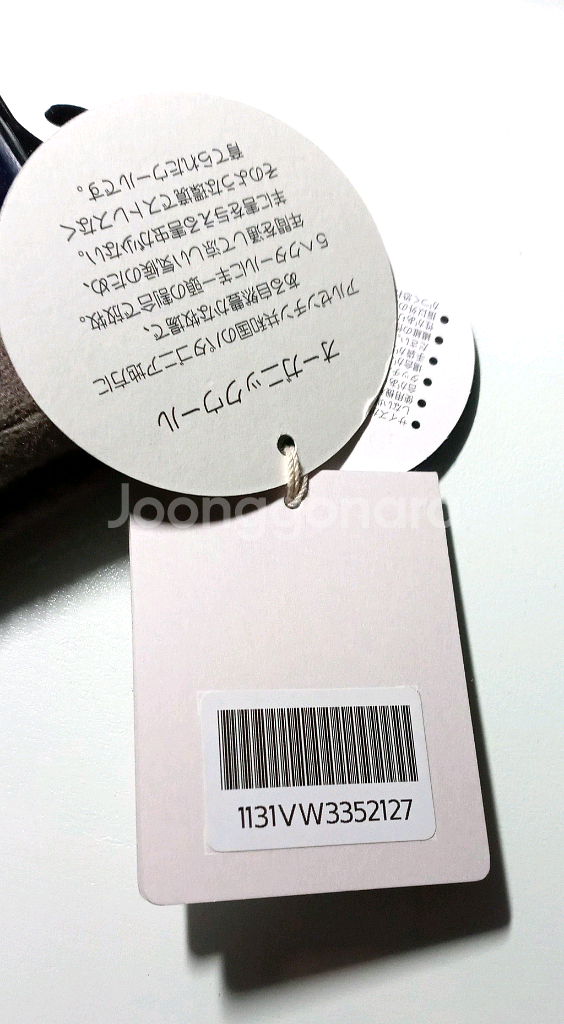 オーガニックウール
アルゼンチン共和国のパタゴニア地方に
ある自然豊かな牧場で、
5ヘクタールに羊一頭の割合で放牧。
年間を通して涼しい気候のため、
羊に害を与える害虫が少ない。
そのような環境でストレスなく
育てられたウールです。
Joonggonara
1131VW3352127